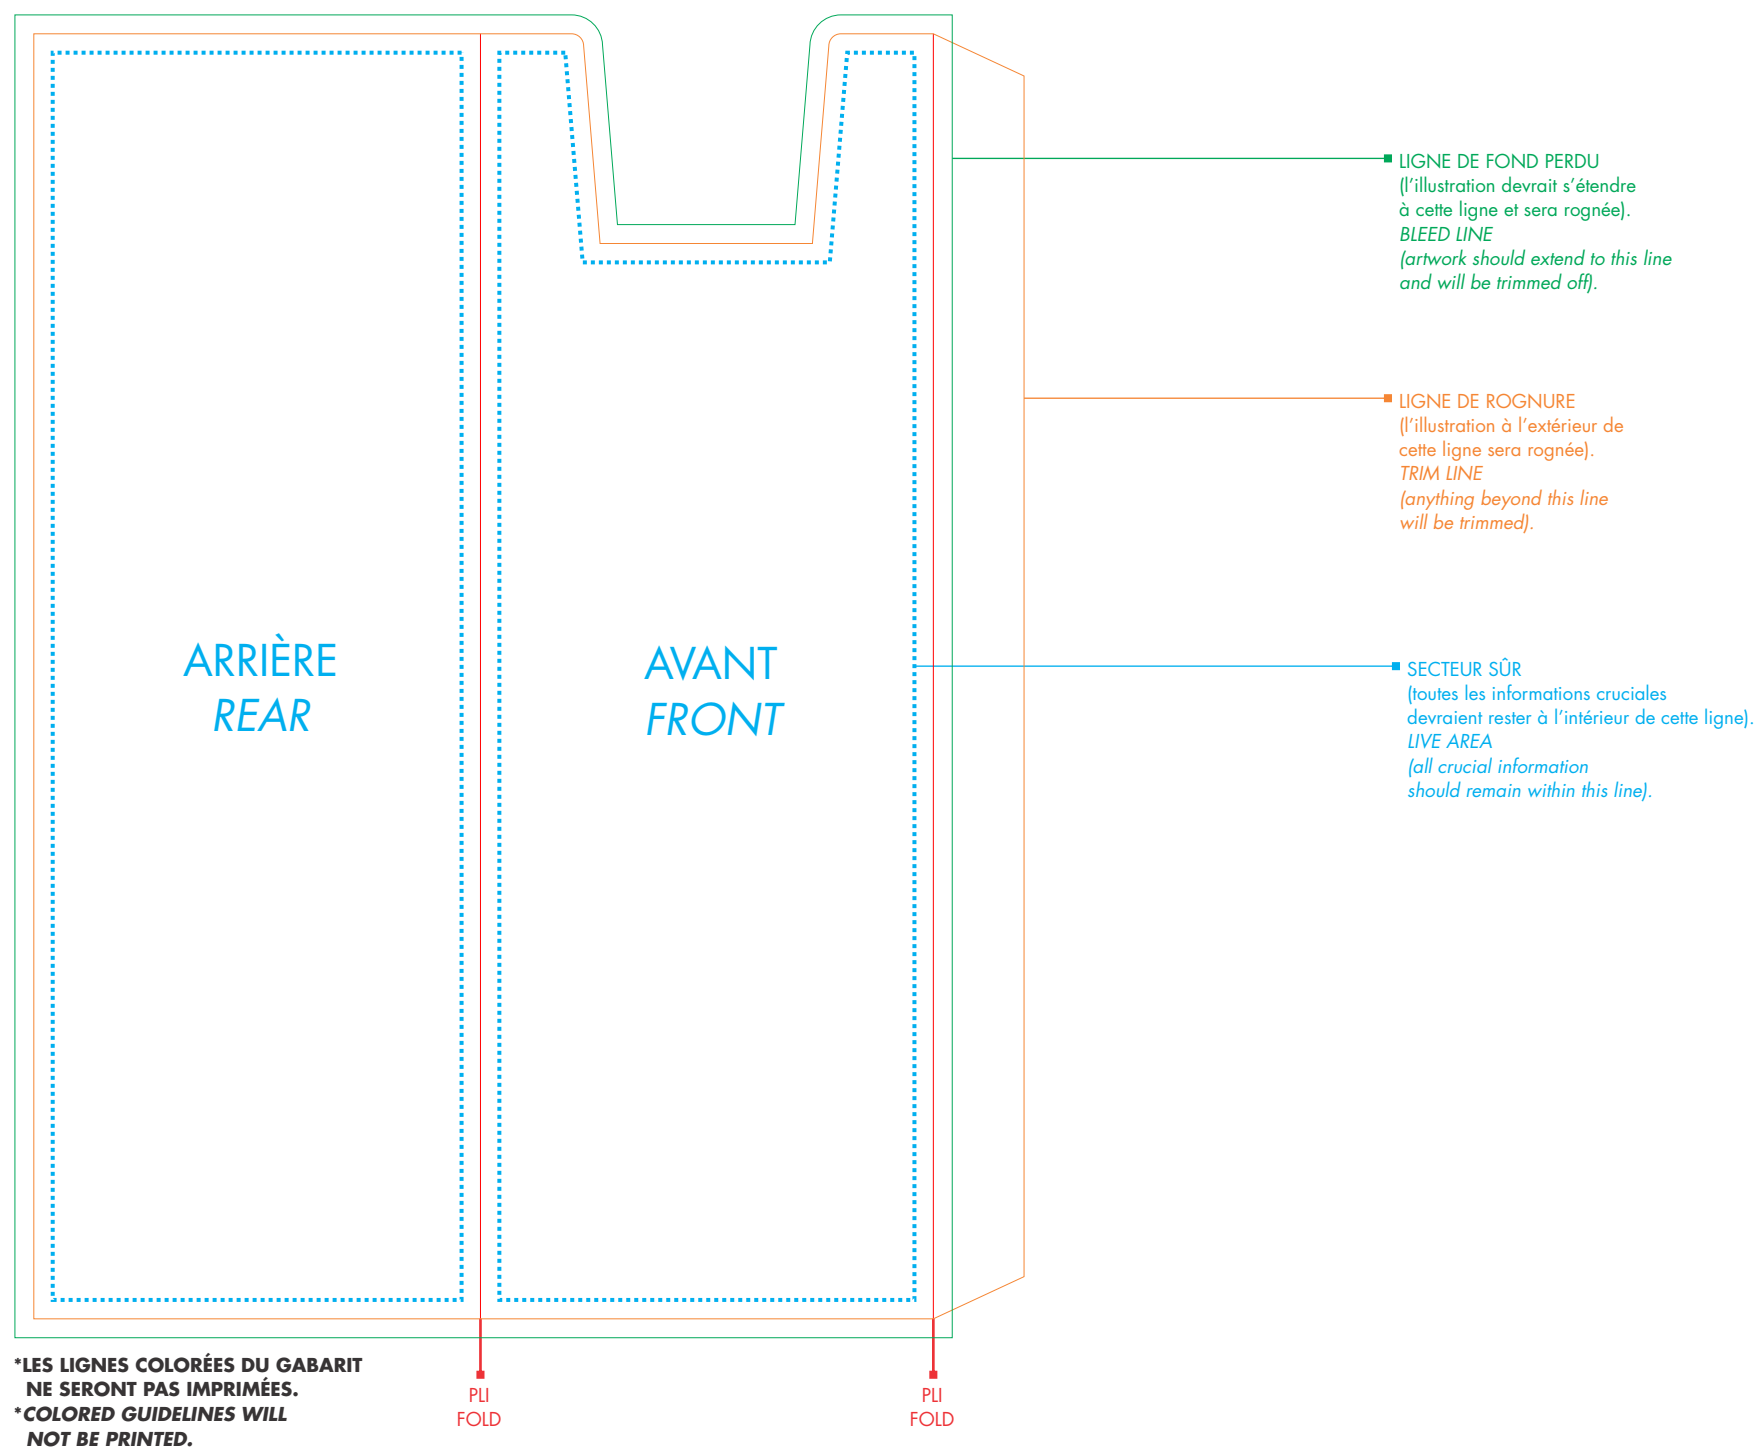 LIGNE DE FOND PERDU
(l’illustration devrait s’étendre
à cette ligne et sera rognée).
BLEED LINE
(artwork should extend to this line
and will be trimmed off).
LIGNE DE ROGNURE
(l’illustration à l’extérieur de
cette ligne sera rognée).
TRIM LINE
(anything beyond this line
will be trimmed).
ARRIÈRE
REAR
AVANT
FRONT
SECTEUR SÛR
(toutes les informations cruciales
devraient rester à l’intérieur de cette ligne).
LIVE AREA
(all crucial information
should remain within this line).
*LES LIGNES COLORÉES DU GABARIT
NE SERONT PAS IMPRIMÉES.
*COLORED GUIDELINES WILL
NOT BE PRINTED.
PLI
FOLD
PLI
FOLD